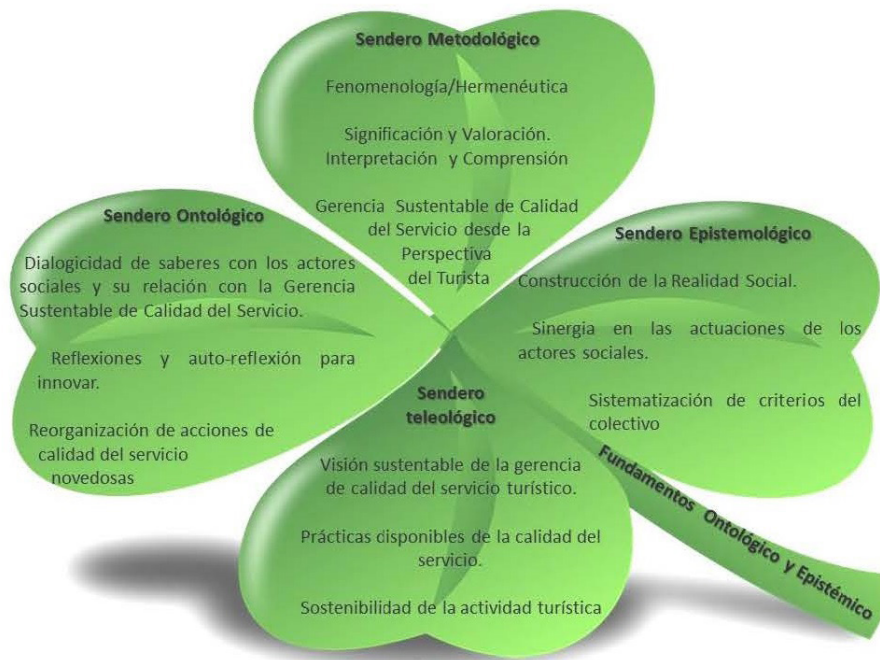 Sendero Metodológico
Fenomenología/Hermenéutica
Significación y Valoración.
Interpretación y Comprensión
Gerencia Sustentable de Calidad
del Servicio desde la
Perspectiva
del Turista
Sendero Ontológico
Dialogicidad de saberes con los actores
sociales y su relación con la Gerencia
Sustentable de Calidad del Servicio.
Reflexiones y auto-reflexión para
innovar.
Reorganización de acciones de
calidad del servicio
novedosas
Sendero Epistemológico
Construcción de la Realidad Social.
Sinergia en las actuaciones de los
actores sociales.
Sistematización de criterios del
colectivo
Sendero
teleológico
Visión sustentable de la gerencia
de calidad del servicio turístico.
Prácticas disponibles de la calidad del
servicio.
Sostenibilidad de la actividad turística
Fundamentos Ontológico y Epistémico